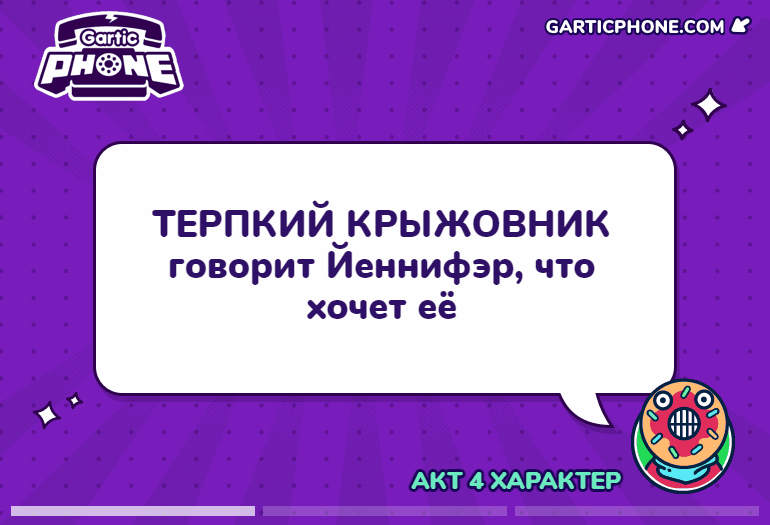 Gartic
PHONE
GARTICPHONE.COM
ТЕРПКИЙ КРЫЖОВНИК
говорит Йеннифэр, что
хочет её
АКТ 4 ХАРАКТЕР